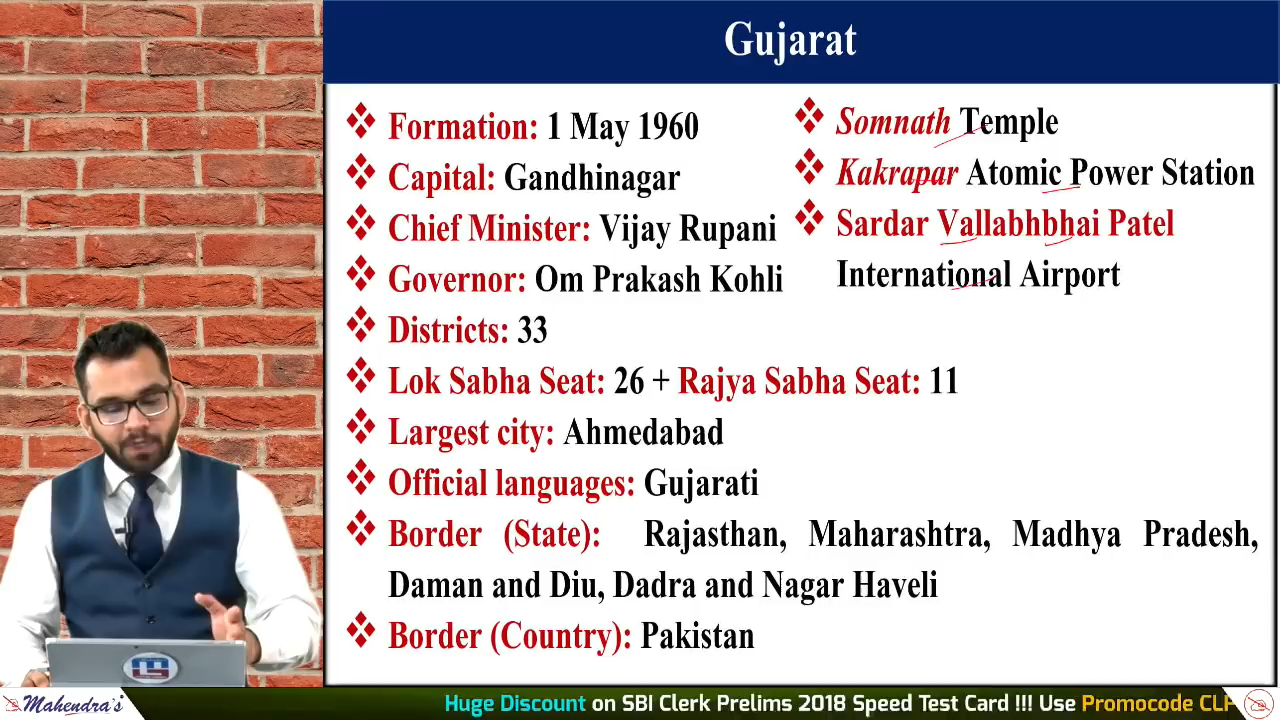 Gujarat
Formation: 1 May 1960
Capital: Gandhinagar
Chief Minister: Vijay Rupani
Governor: Om Prakash Kohli
Districts: 33
Lok Sabha Seat: 26 + Rajya Sabha Seat: 11
Largest city: Ahmedabad
Official languages: Gujarati
Border (State): Rajasthan, Maharashtra, Madhya Pradesh,
Daman and Diu, Dadra and Nagar Haveli
Border (Country): Pakistan
Somnath Temple
Kakrapar Atomic Power Station
Sardar Vallabhbhai Patel
International Airport
Mahendra's
Huge Discount on SBI Clerk Prelims 2018 Speed Test Card !!! Use Promocode CLP